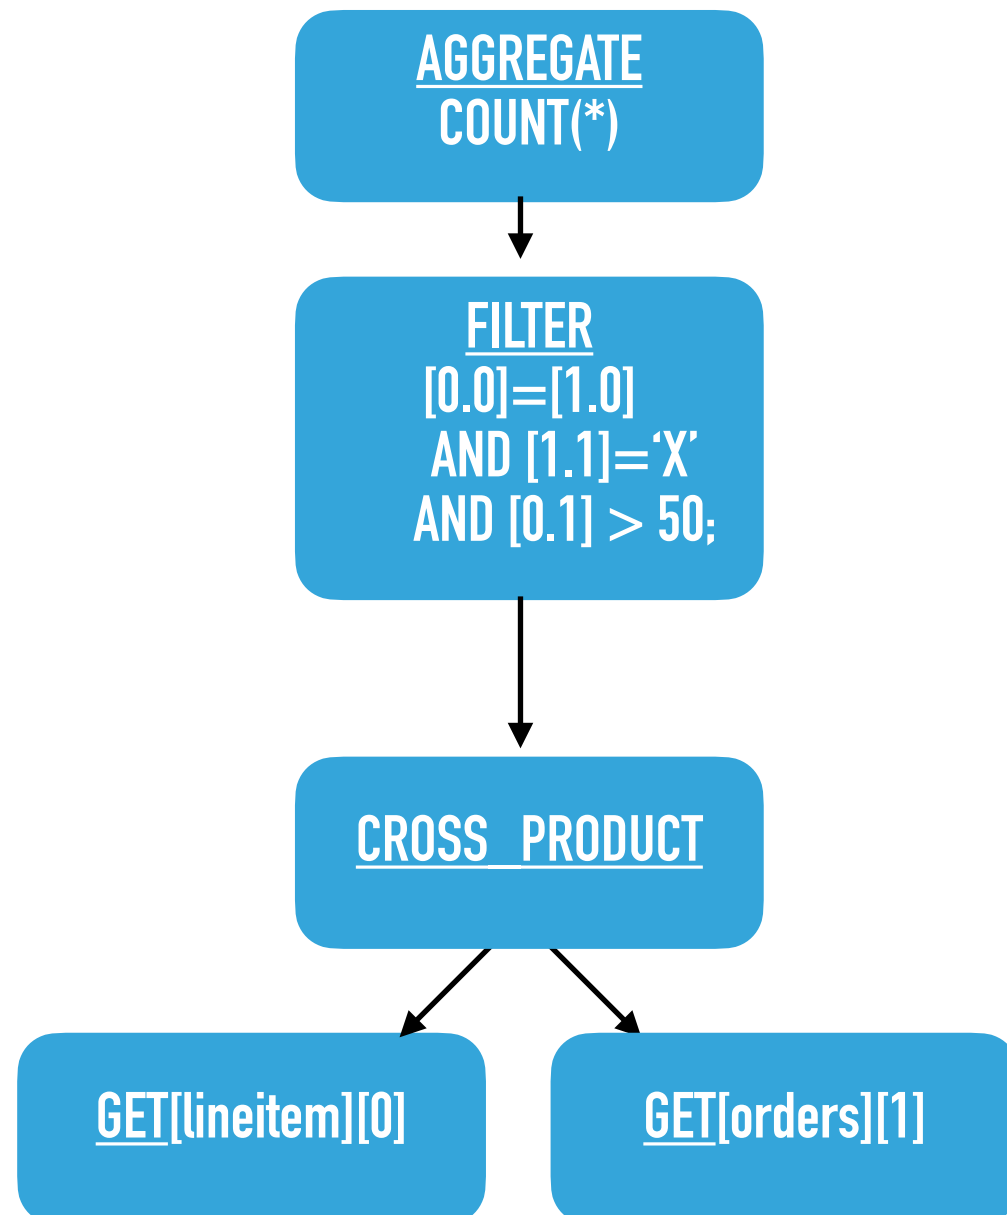 AGGREGATE
COUNT(*)
FILTER
[0.0]=[1.0]
AND [1.1]=‘X’
AND [0.1] > 50;
CROSS_PRODUCT
GET[lineitem][0]
GET[orders][1]